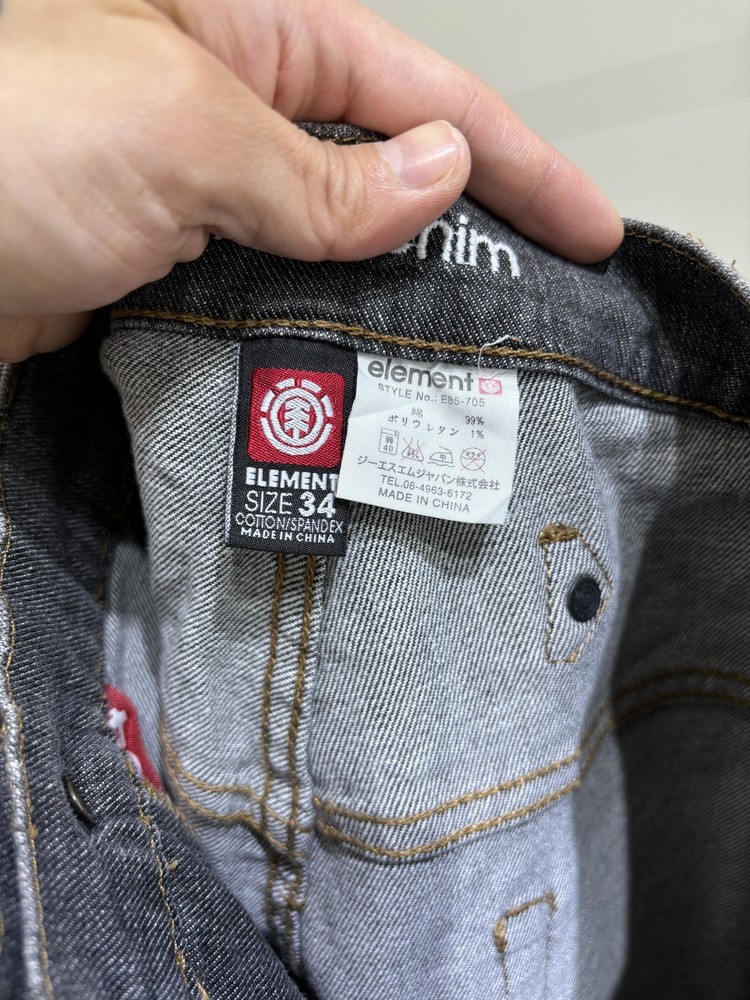 ELEMENT
SIZE 34
COTTON/SPANDEX
MADE IN CHINA
element
STYLE No.: EB5-705
綿 99%
ポリウレタン 1%
40
中
ジーエスエムジャパン株式会社
TEL.06-4963-6172
MADE IN CHINA